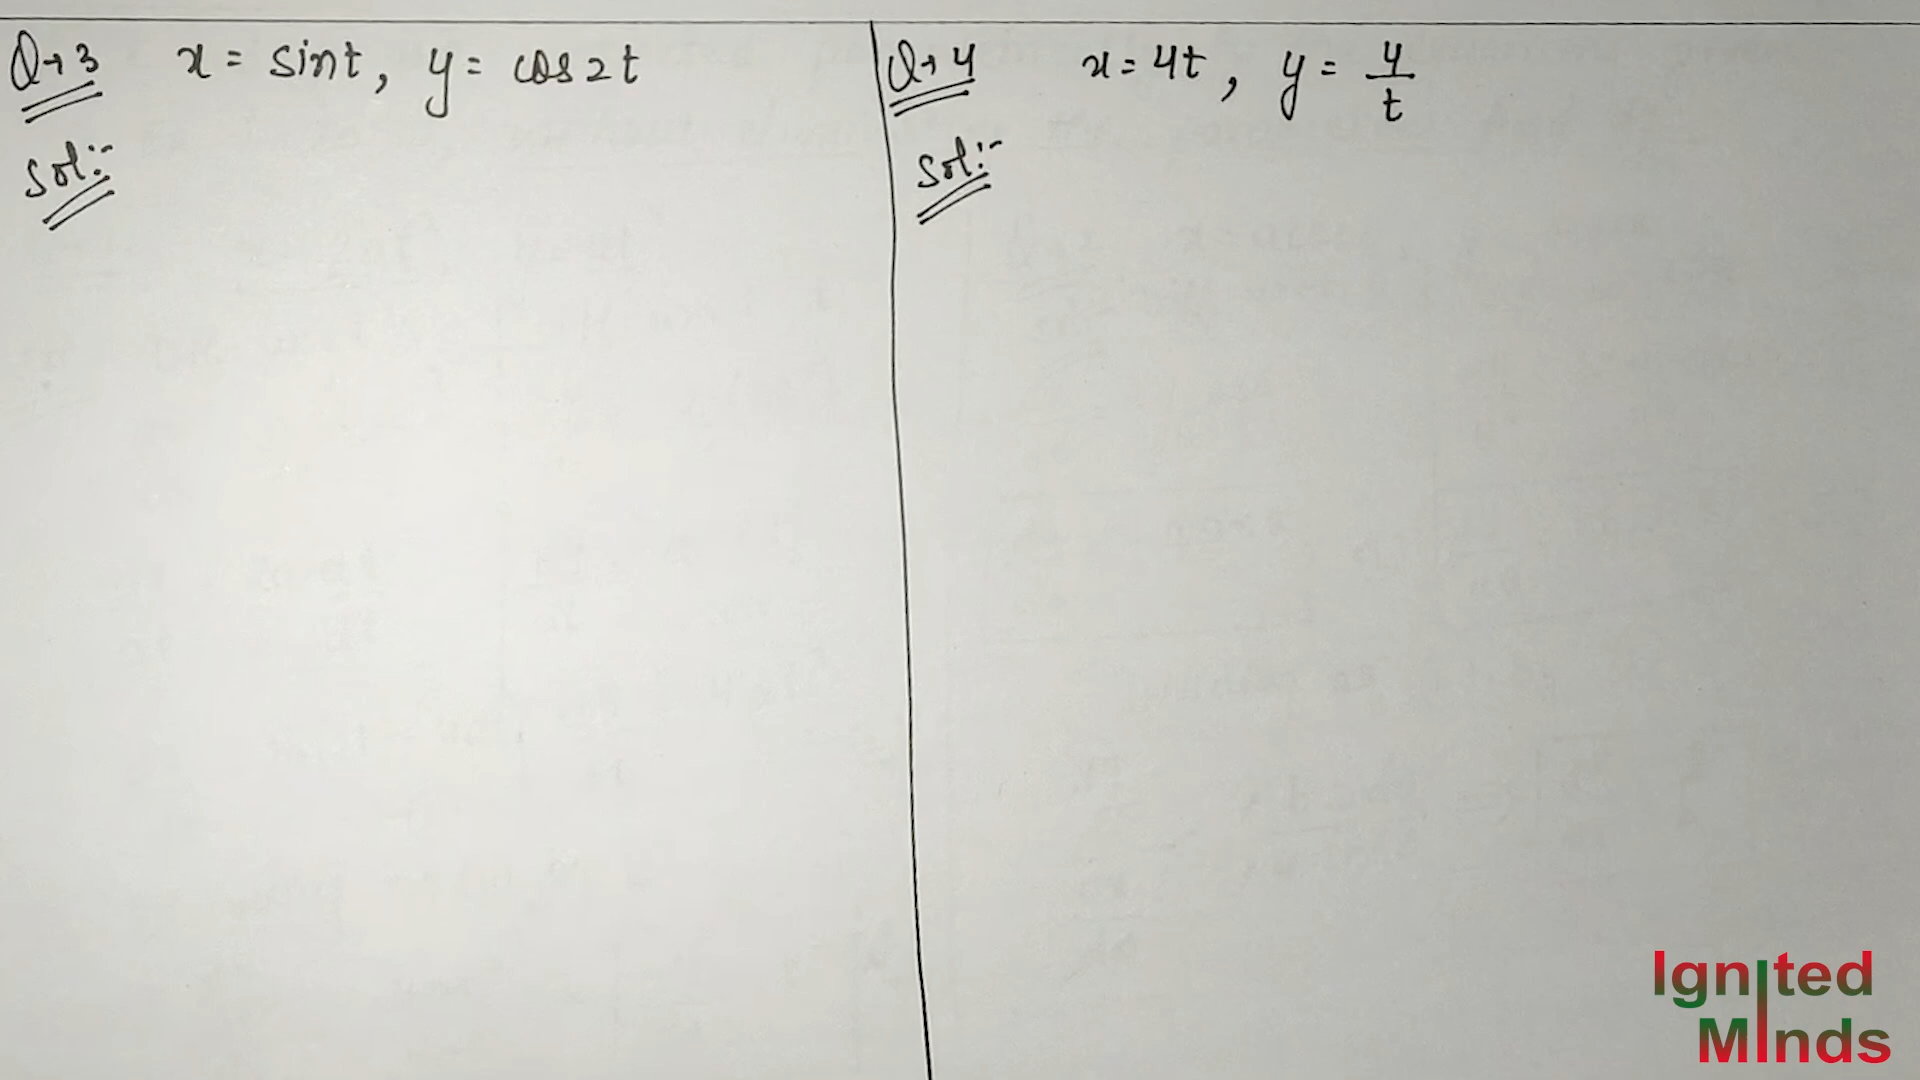 Q→3 x = sint, y = cos2t
Sol:-
Q→4 x = 4t, y = 4/t
Sol:-
Ignited
Minds